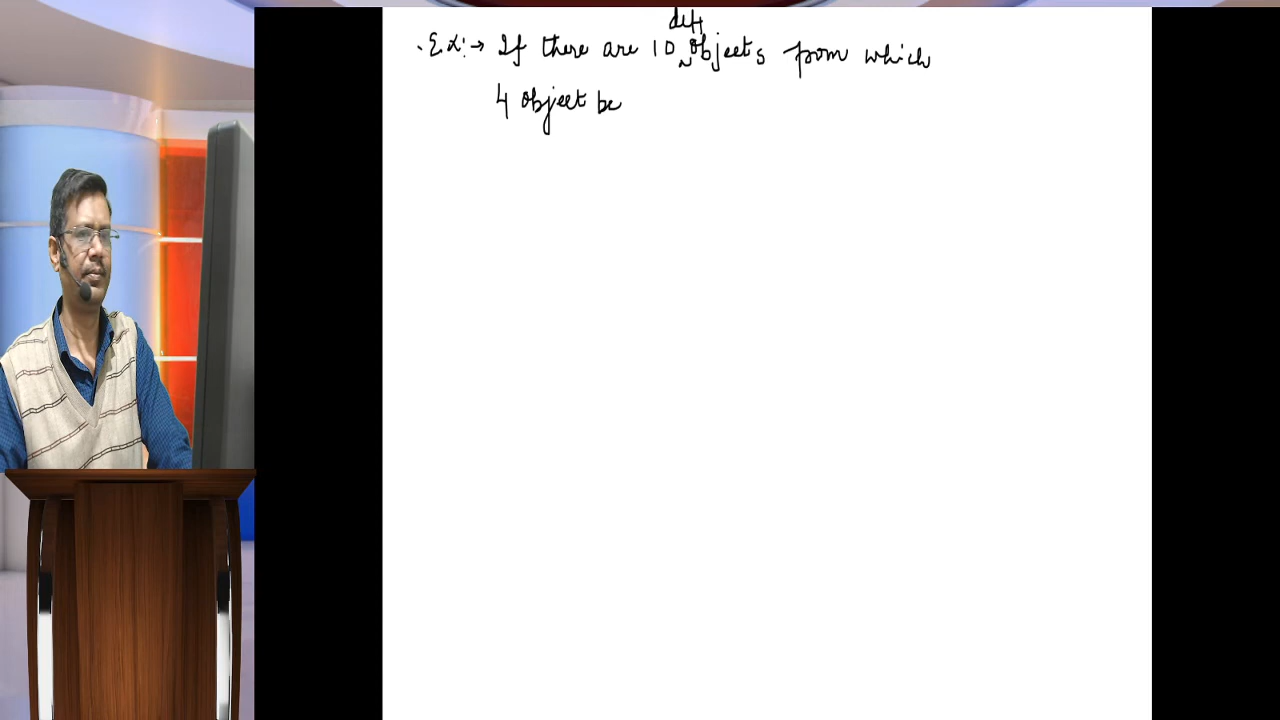 Ex:→ If there are 10 diff objects from which
4 object be